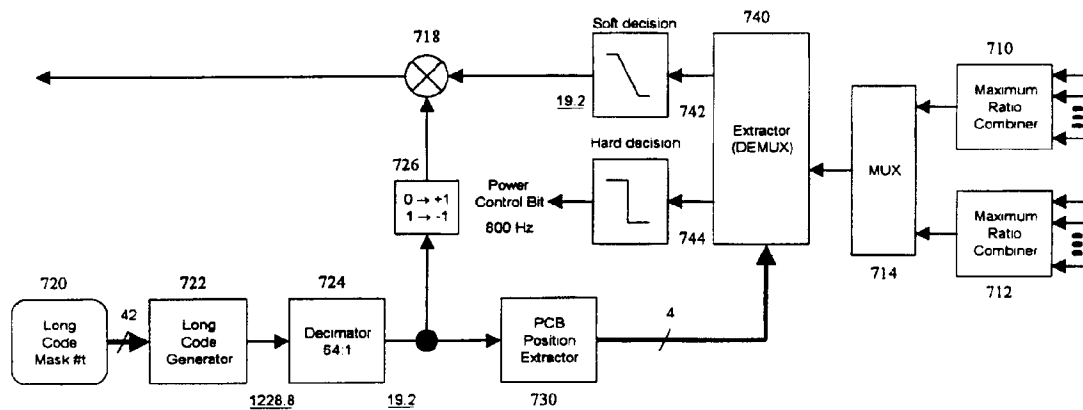 Soft decision
740
718
710
Maximum
Ratio
Combiner
19.2
742
Extractor
(DEMUX)
MUX
Hard decision
726
0 → +1
1 → -1
Power
Control Bit
800 Hz
744
714
Maximum
Ratio
Combiner
712
720
722
724
42
4
Long
Code
Mask #t
Long
Code
Generator
Decimator
64:1
PCB
Position
Extractor
1228.8
19.2
730